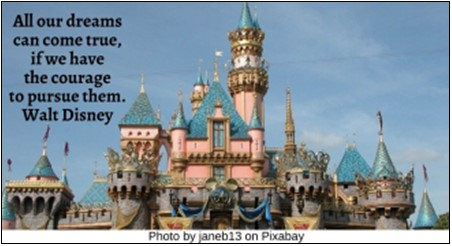 All our dreams
can come true,
if we have
the courage
to pursue them.
Walt Disney
Photo by janeb13 on Pixabay